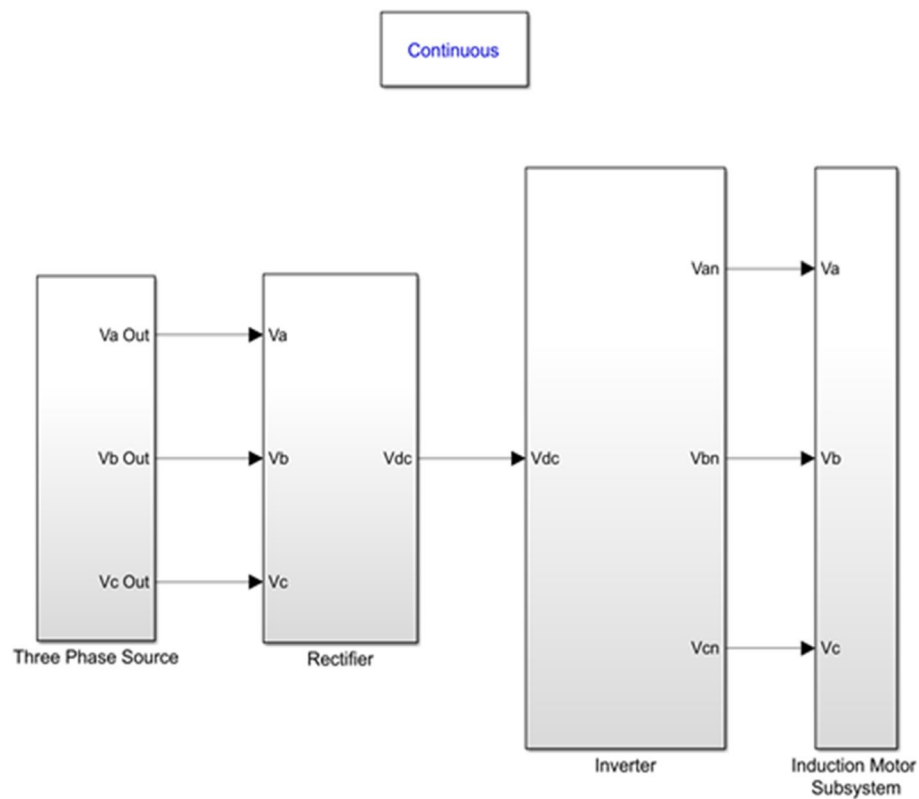 Continuous
Va Out
Vb Out
Vc Out
Three Phase Source
Va
Vb
Vc
Vdc
Rectifier
Vdc
Van
Vbn
Vcn
Inverter
Va
Vb
Vc
Induction Motor
Subsystem